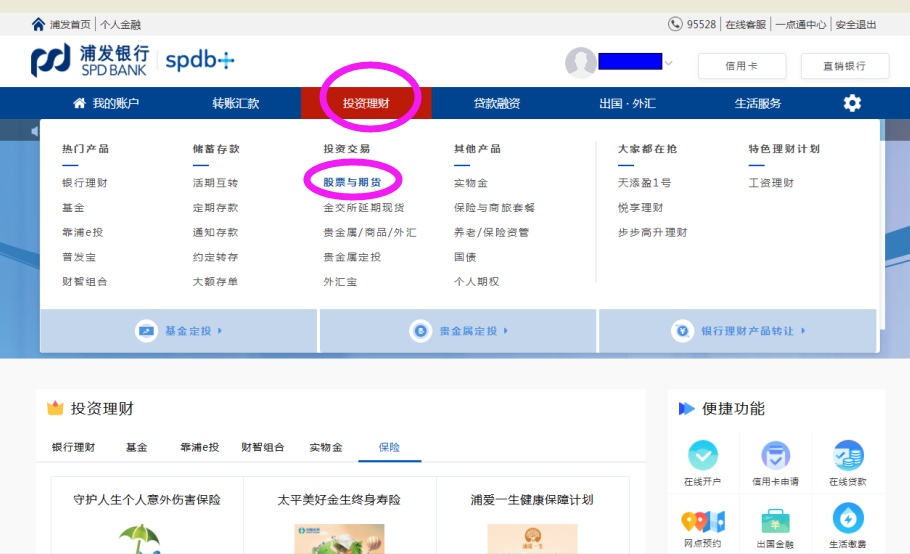 浦发首页 个人金融 95528 在线客服 一点通中心 安全退出
浦发银行 SPD BANK spdb+ 信用卡 直销银行
我的账户 转账汇款 投资理财 贷款融资 出国·外汇 生活服务
热门产品 储蓄存款 投资交易 其他产品 大家都在抢 特色理财计划
银行理财 活期互转 股票与期货 实物金 天添盈1号 工资理财
基金 定期存款 金交所延期现货 保险与商旅套餐 悦享理财
靠浦e投 通知存款 贵金属/商品/外汇 养老/保险资管 步步高升理财
普发宝 约定转存 贵金属定投 国债
财智组合 大额存单 外汇宝 个人期权
基金定投 贵金属定投 银行理财产品转让
投资理财 便捷功能
银行理财 基金 靠浦e投 财智组合 实物金 保险
在线开户 信用卡申请 在线贷款
守护人生个人意外伤害保险 太平美好金生终身寿险 浦爱一生健康保障计划
网点预约 出国金融 生活缴费